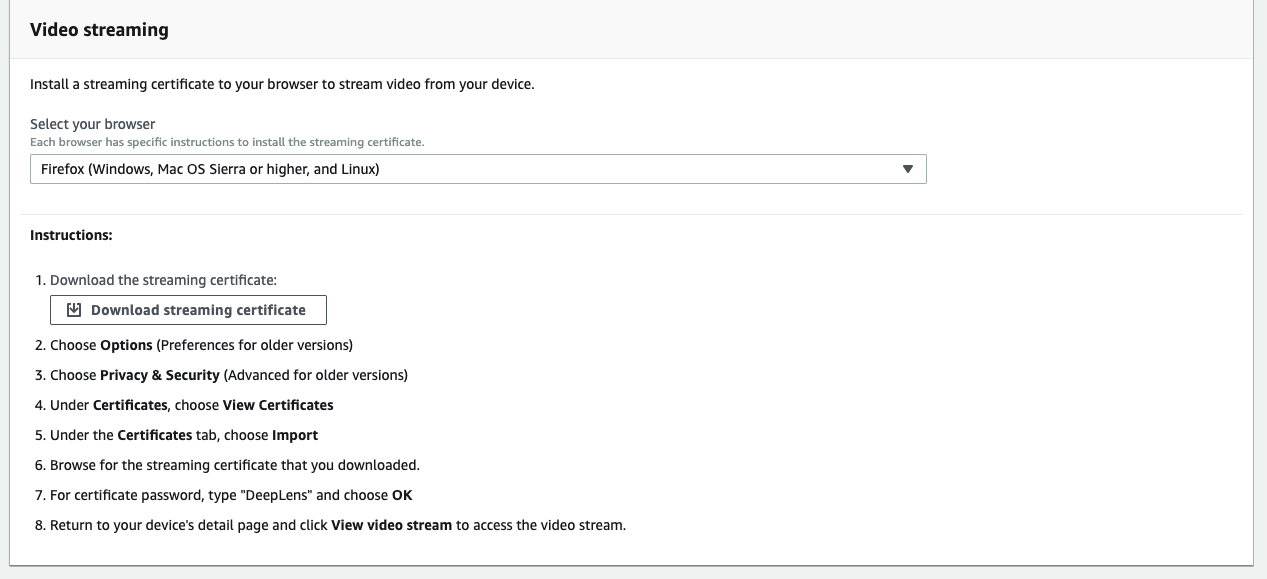 Video streaming
Install a streaming certificate to your browser to stream video from your device.
Select your browser
Each browser has specific instructions to install the streaming certificate.
Firefox (Windows, Mac OS Sierra or higher, and Linux)
Instructions:
1. Download the streaming certificate:
Download streaming certificate
2. Choose Options (Preferences for older versions)
3. Choose Privacy & Security (Advanced for older versions)
4. Under Certificates, choose View Certificates
5. Under the Certificates tab, choose Import
6. Browse for the streaming certificate that you downloaded.
7. For certificate password, type "DeepLens" and choose OK
8. Return to your device's detail page and click View video stream to access the video stream.